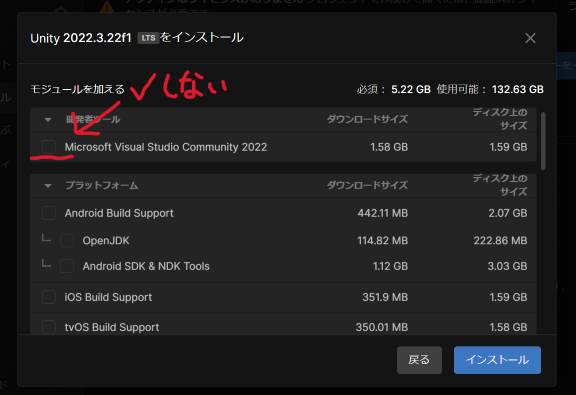 Unity 2022.3.22f1 LTS をインストール
モジュールを加える
✓しない
必須： 5.22 GB 使用可能： 132.63 GB
開発者ツール ダウンロードサイズ ディスク上の
サイズ
Microsoft Visual Studio Community 2022 1.58 GB 1.59 GB
プラットフォーム ダウンロードサイズ ディスク上の
サイズ
Android Build Support 442.11 MB 2.07 GB
OpenJDK 114.82 MB 222.86 MB
Android SDK & NDK Tools 1.12 GB 3.03 GB
iOS Build Support 351.9 MB 1.59 GB
tvOS Build Support 350.01 MB 1.58 GB
戻る インストール